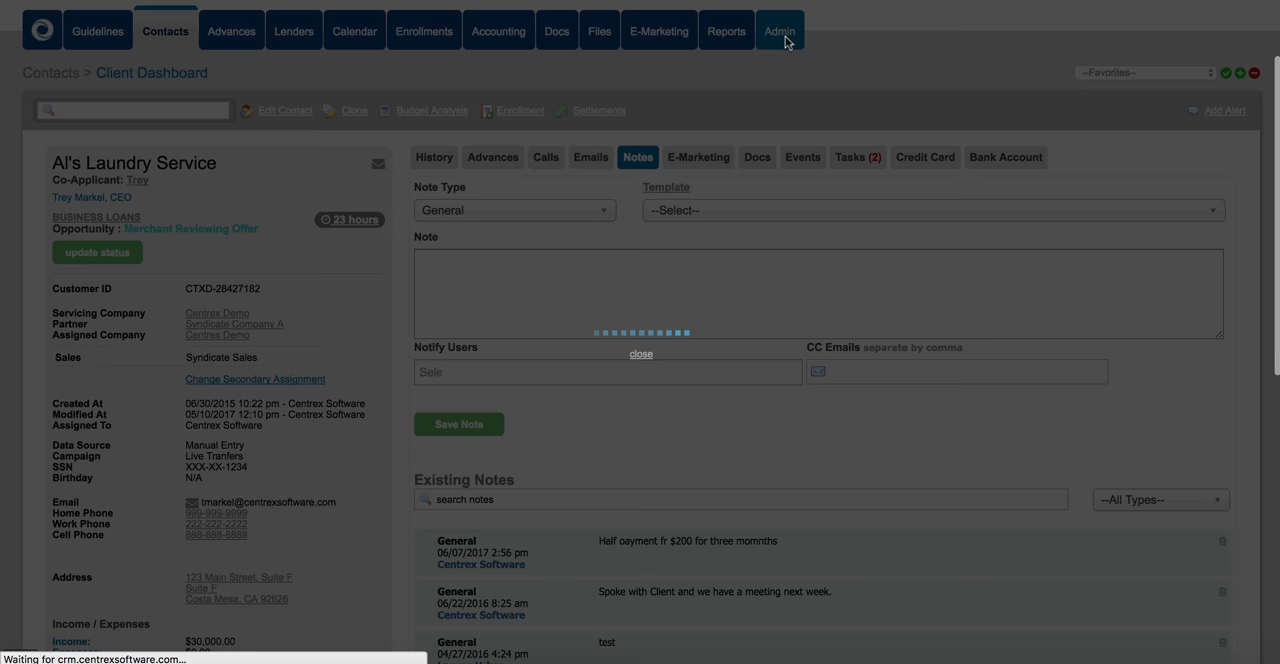 Guidelines Contacts Advances Lenders Calendar Enrollments Accounting Docs Files E-Marketing Reports Admin
Contacts > Client Dashboard
--Favorites--
Edit Contact Clone Budget Analysis Enrollment Settlements Add Alert
Al's Laundry Service
Co-Applicant: Trey
Trey Markel, CEO
BUSINESS LOANS
Opportunity : Merchant Reviewing Offer
23 hours
update status
Customer ID CTXD-28427182
Servicing Company Centrex Demo
Partner Syndicate Company A
Assigned Company Centrex Demo
Sales Syndicate Sales
Change Secondary Assignment
Created At 06/30/2015 10:22 pm - Centrex Software
Modified At 05/10/2017 12:10 pm - Centrex Software
Assigned To Centrex Software
Data Source Manual Entry
Campaign Live Tranfers
SSN XXX-XX-1234
Birthday N/A
Email tmarkel@centrexsoftware.com
Home Phone 999-999-9999
Work Phone 222-222-2222
Cell Phone 888-888-8888
Address 123 Main Street, Suite F
Suite F
Costa Mesa, CA 92626
Income / Expenses
Income: $30,000.00
History Advances Calls Emails Notes E-Marketing Docs Events Tasks (2) Credit Card Bank Account
Note Type Template
General --Select--
Note
close
Notify Users CC Emails separate by comma
Sele
Save Note
Existing Notes
search notes --All Types--
General Half oayment fr $200 for three momnths
06/07/2017 2:56 pm
Centrex Software
General Spoke with Client and we have a meeting next week.
06/22/2016 8:25 am
Centrex Software
General test
04/27/2016 4:24 pm
Waiting for crm.centrexsoftware.com...